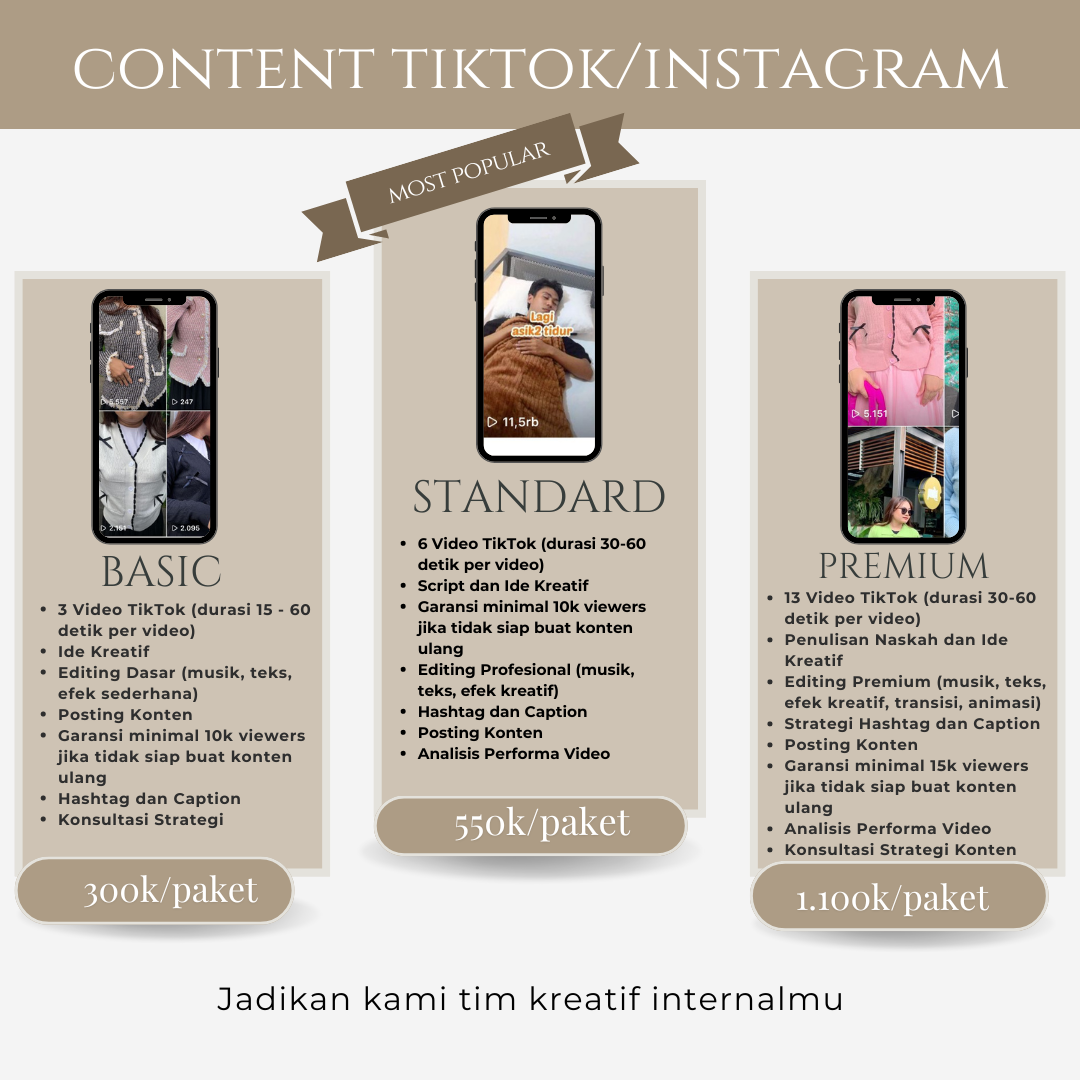 CONTENT TIKTOK/INSTAGRAM
MOST POPULAR
5.557
247
2.161
2.095
BASIC
• 3 Video TikTok (durasi 15 - 60
detik per video)
• Ide Kreatif
• Editing Dasar (musik, teks,
efek sederhana)
• Posting Konten
• Garansi minimal 10k viewers
jika tidak siap buat konten
ulang
• Hashtag dan Caption
• Konsultasi Strategi
300k/paket
Lagi
asik2 tidur
11,5rb
STANDARD
• 6 Video TikTok (durasi 30-60
detik per video)
• Script dan Ide Kreatif
• Garansi minimal 10k viewers
jika tidak siap buat konten
ulang
• Editing Profesional (musik,
teks, efek kreatif)
• Hashtag dan Caption
• Posting Konten
• Analisis Performa Video
550k/paket
5.151
PREMIUM
• 13 Video TikTok (durasi 30-60
detik per video)
• Penulisan Naskah dan Ide
Kreatif
• Editing Premium (musik, teks,
efek kreatif, transisi, animasi)
• Strategi Hashtag dan Caption
• Posting Konten
• Garansi minimal 15k viewers
jika tidak siap buat konten
ulang
• Analisis Performa Video
• Konsultasi Strategi Konten
1.100k/paket
Jadikan kami tim kreatif internalmu